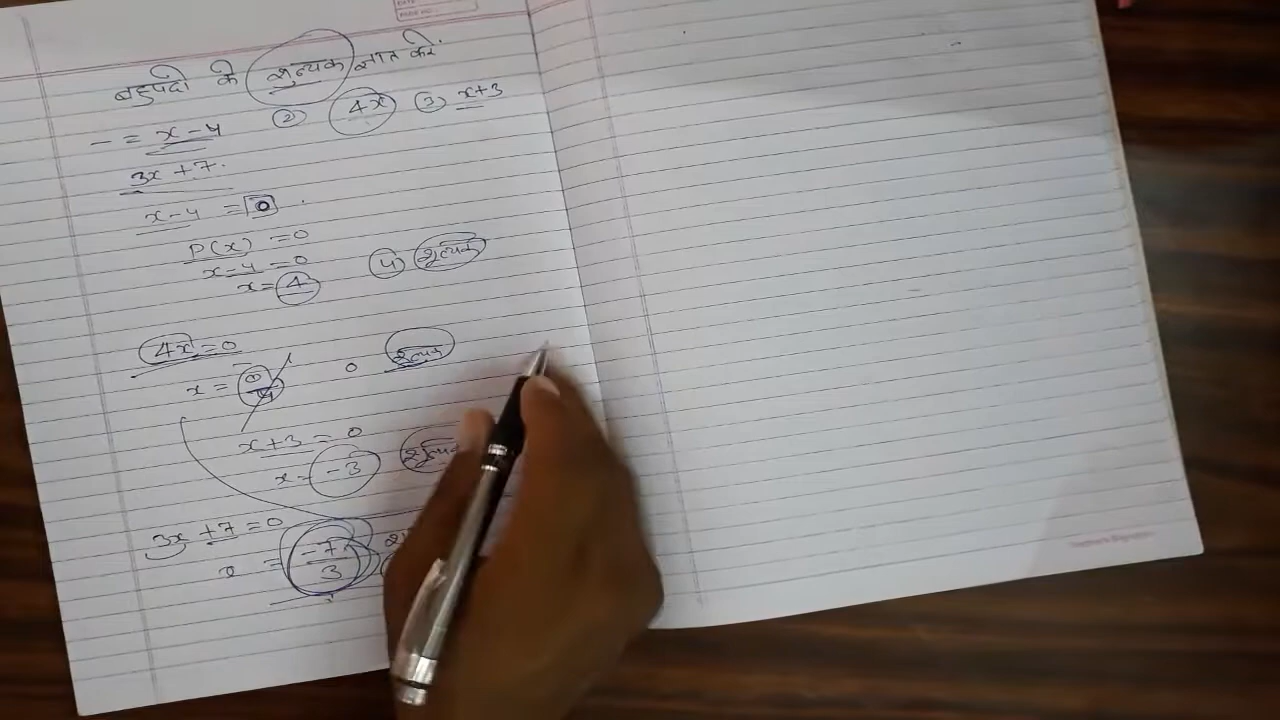 बहुपदो के शुन्यक ज्ञात करें.
- = x-4 ② 4x ③ x+3
3x+7.
x-4 = 0
P(x) = 0
x-4 = 0
x = 4 4 शून्यक
4x = 0
x = 0/4 0 शून्यक
x+3 = 0
x = -3 शून्यक
3x+7 = 0
x = -7/3